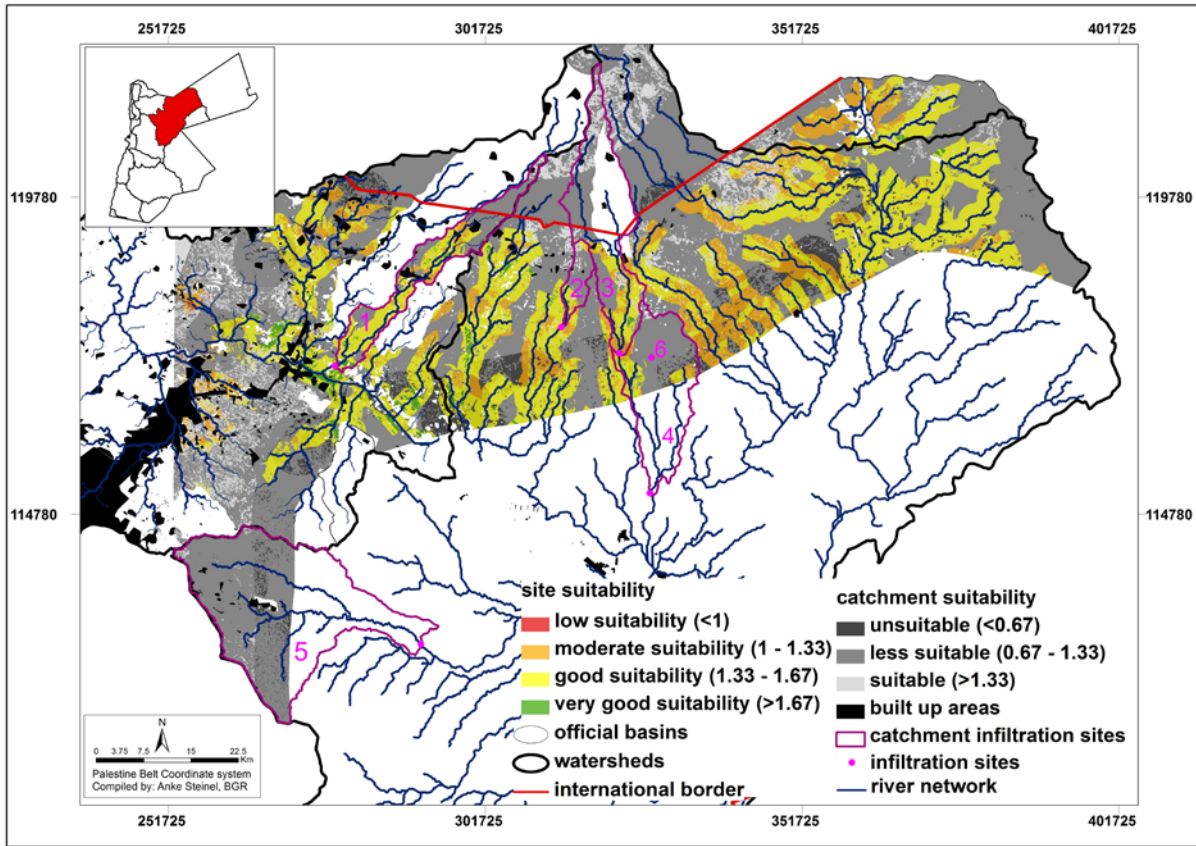 251725 301725 351725 401725
119780 119780
1
2
3
6
4
114780 114780
5
site suitability
low suitability (<1)
moderate suitability (1 - 1.33)
good suitability (1.33 - 1.67)
very good suitability (>1.67)
official basins
watersheds
international border
catchment suitability
unsuitable (<0.67)
less suitable (0.67 - 1.33)
suitable (>1.33)
built up areas
catchment infiltration sites
infiltration sites
river network
N
0 3.75 7.5 15 22.5
Km
Palestine Belt Coordinate system
Compiled by: Anke Steinel, BGR
251725 301725 351725 401725